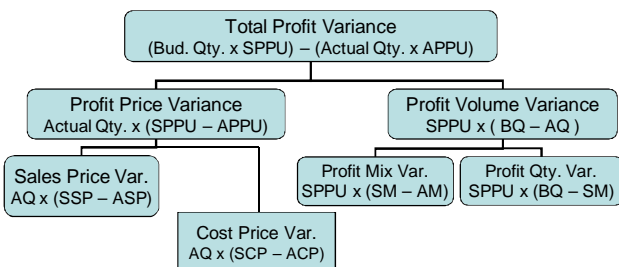 Total Profit Variance
(Bud. Qty. x SPPU) – (Actual Qty. x APPU)
Profit Price Variance
Actual Qty. x (SPPU – APPU)
Profit Volume Variance
SPPU x ( BQ – AQ )
Sales Price Var.
AQ x (SSP – ASP)
Cost Price Var.
AQ x (SCP – ACP)
Profit Mix Var.
SPPU x (SM – AM)
Profit Qty. Var.
SPPU x (BQ – SM)